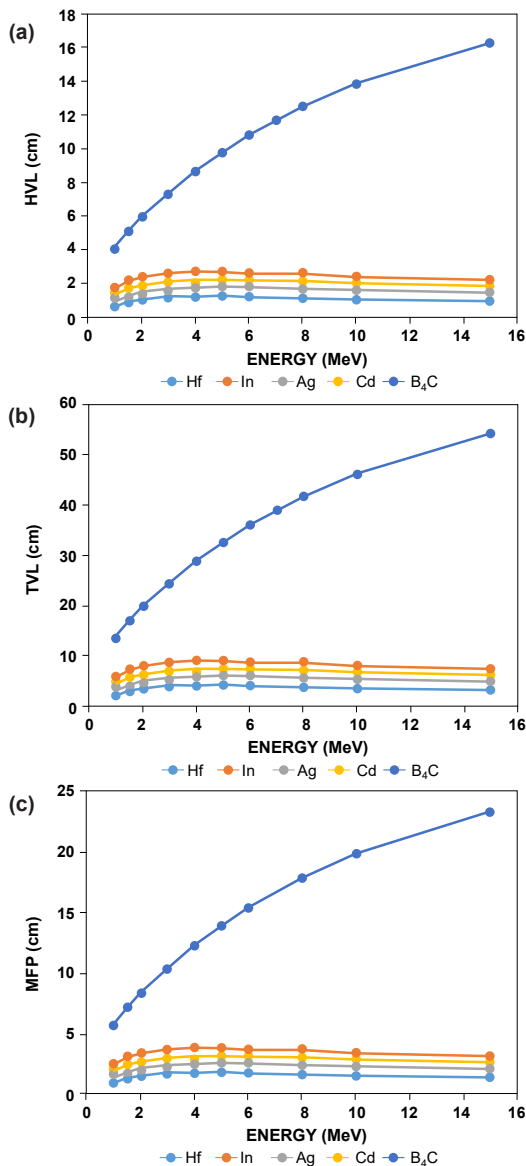 (a)
18
16
14
12
10
8
6
4
2
0
HVL (cm)
0 2 4 6 8 10 12 14 16
ENERGY (MeV)
Hf In Ag Cd B₄C
(b)
60
50
40
30
20
10
0
TVL (cm)
0 2 4 6 8 10 12 14 16
ENERGY (MeV)
Hf In Ag Cd B₄C
(c)
25
20
15
10
5
0
MFP (cm)
0 2 4 6 8 10 12 14 16
ENERGY (MeV)
Hf In Ag Cd B₄C